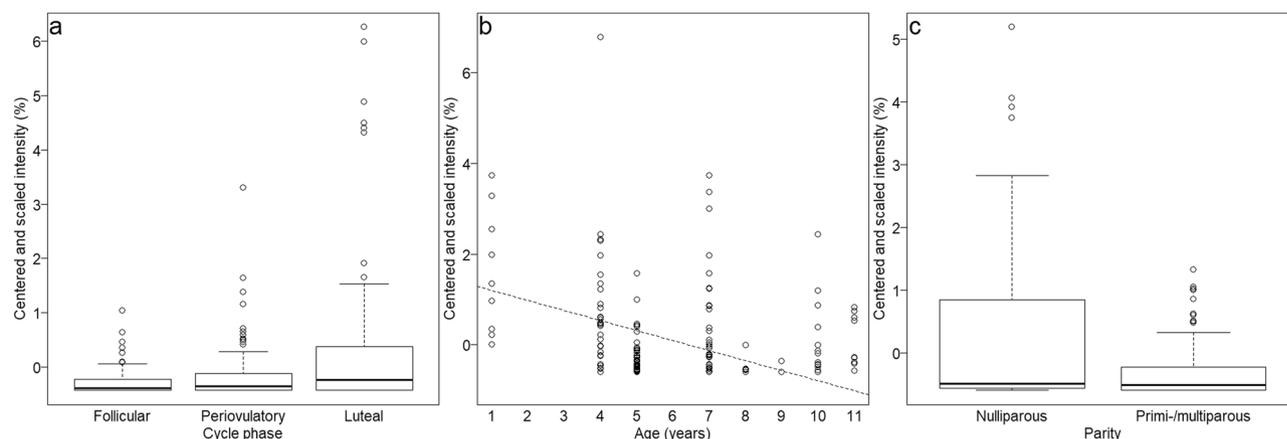 a
Centered and scaled intensity (%)
6
5
4
3
2
1
0
Follicular Periovulatory Luteal
Cycle phase
b
Centered and scaled intensity (%)
6
4
2
0
1 2 3 4 5 6 7 8 9 10 11
Age (years)
c
Centered and scaled intensity (%)
5
4
3
2
1
0
Nulliparous Primi-/multiparous
Parity